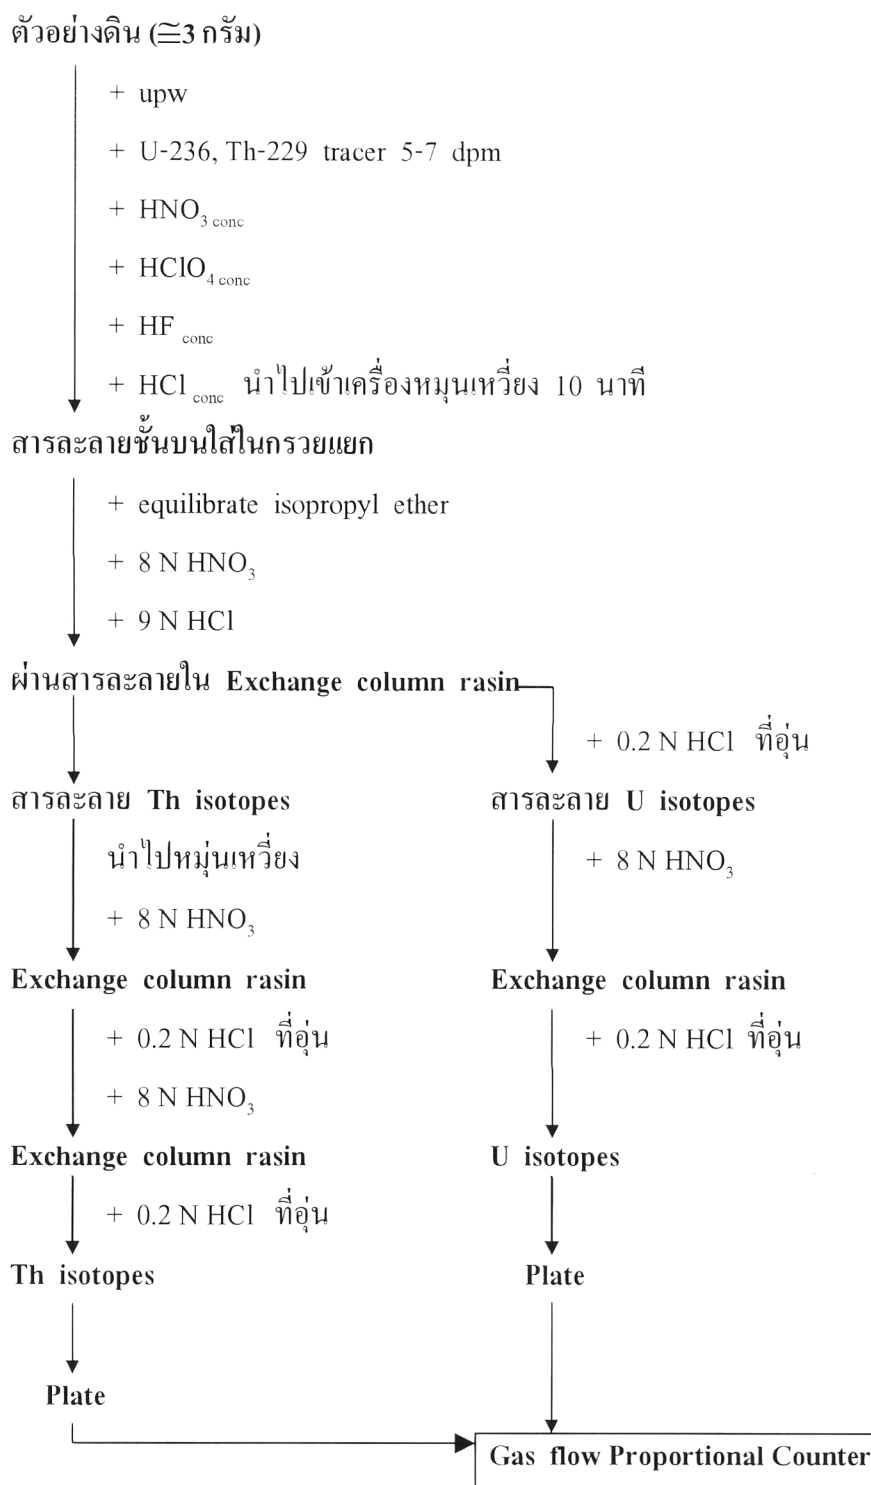 ตัวอย่างดิน (≅3 กรัม)
+ upw
+ U-236, Th-229 tracer 5-7 dpm
+ HNO₃ conc
+ HClO₄ conc
+ HF conc
+ HCl conc นำไปเข้าเครื่องหมุนเหวี่ยง 10 นาที
สารละลายชั้นบนใส่ในกรวยแยก
+ equilibrate isopropyl ether
+ 8 N HNO₃
+ 9 N HCl
ผ่านสารละลายใน Exchange column rasin
+ 0.2 N HCl ที่อุ่น
สารละลาย Th isotopes
นำไปหมุ่นเหวี่ยง
+ 8 N HNO₃
Exchange column rasin
+ 0.2 N HCl ที่อุ่น
+ 8 N HNO₃
Exchange column rasin
+ 0.2 N HCl ที่อุ่น
Th isotopes
Plate
สารละลาย U isotopes
+ 8 N HNO₃
Exchange column rasin
+ 0.2 N HCl ที่อุ่น
U isotopes
Plate
Gas flow Proportional Counter